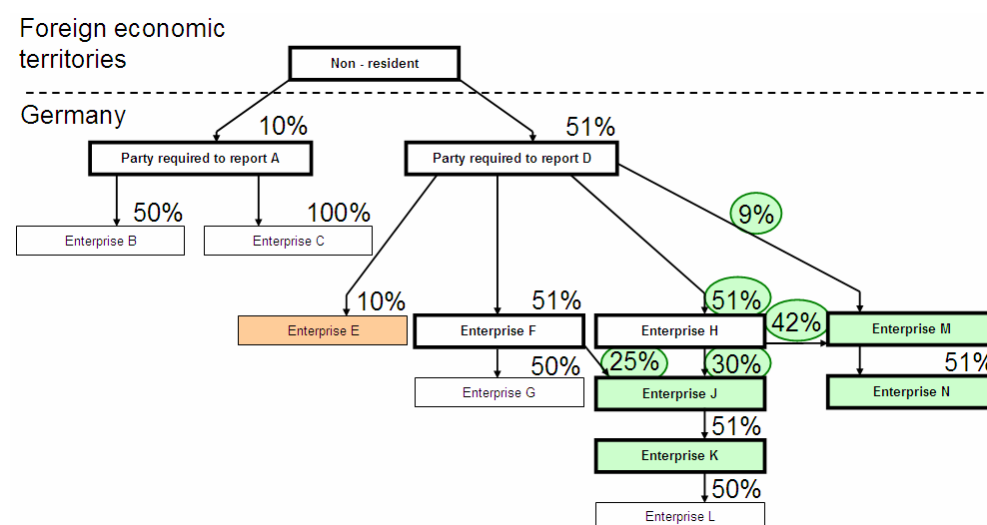 Foreign economic
territories
Non - resident
Germany
10%
51%
Party required to report A
Party required to report D
50%
100%
9%
Enterprise B
Enterprise C
10%
51%
51%
42%
Enterprise E
Enterprise F
Enterprise H
Enterprise M
50%
25%
30%
51%
Enterprise G
Enterprise J
Enterprise N
51%
Enterprise K
50%
Enterprise L